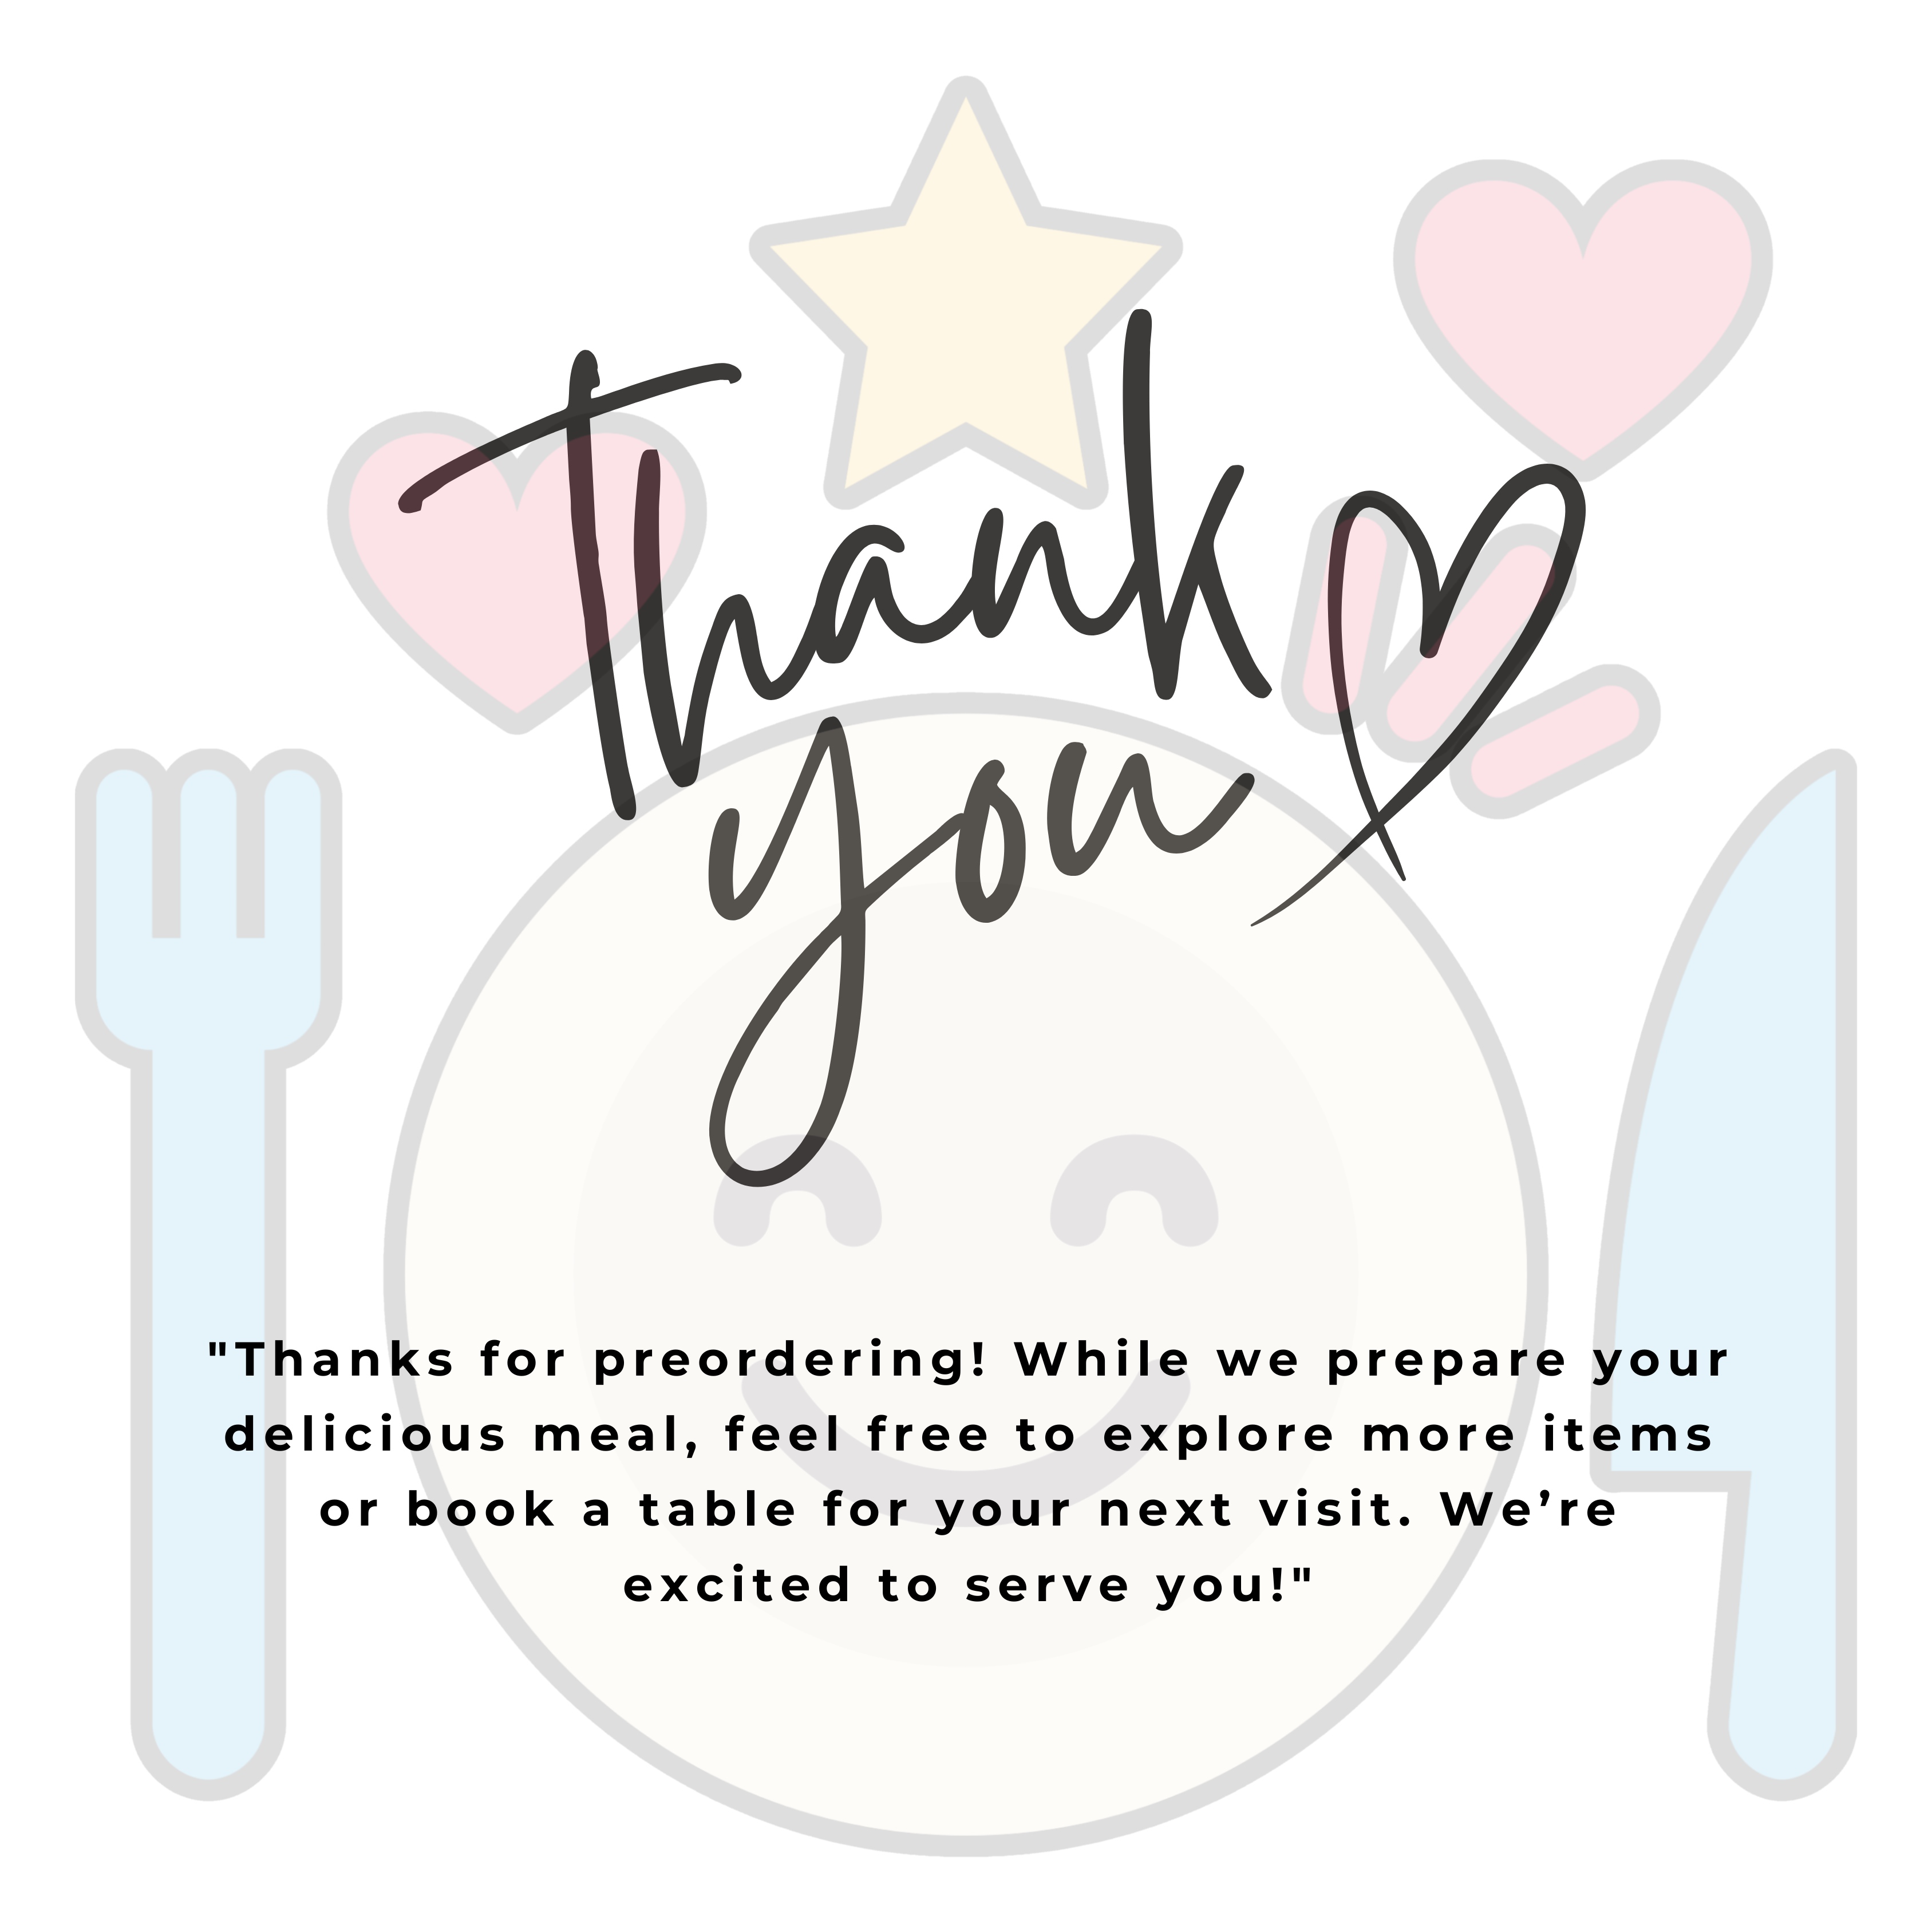 Thank
you
"Thanks for preordering! While we prepare your
delicious meal, feel free to explore more items
or book a table for your next visit. We’re
excited to serve you!"